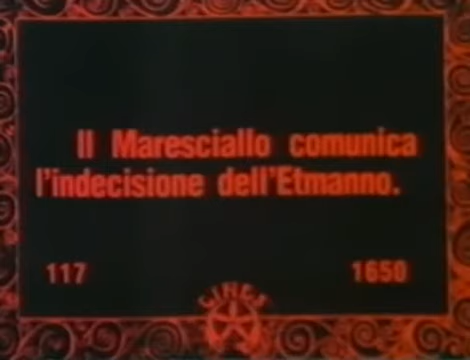 Il Maresciallo comunica
l'indecisione dell'Etmanno.
117 1650
CINES